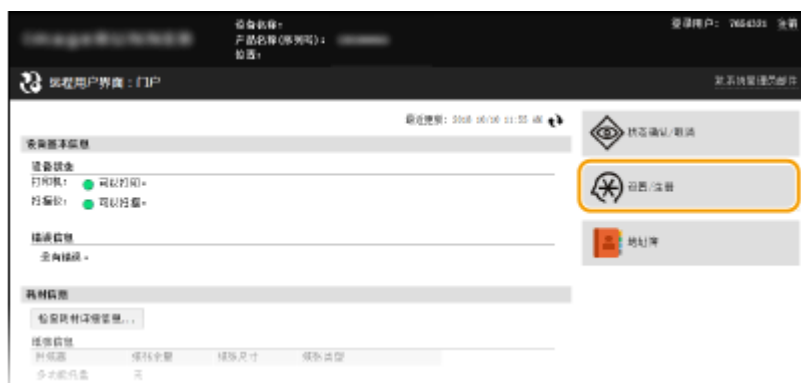 设备名称:
产品名称(序列号):
位置:
登录用户: 7654321 注销
远程用户界面:门户
致系统管理员邮件
最近更新:
设备基本信息
设备状态
打印机: 可以打印。
扫描仪: 可以扫描。
错误信息
没有错误。
耗材信息
检查耗材详细信息...
纸张信息
纸张余量 纸张尺寸 纸张类型
多功能托盘 无
状态确认/取消
设置/注册
地址簿